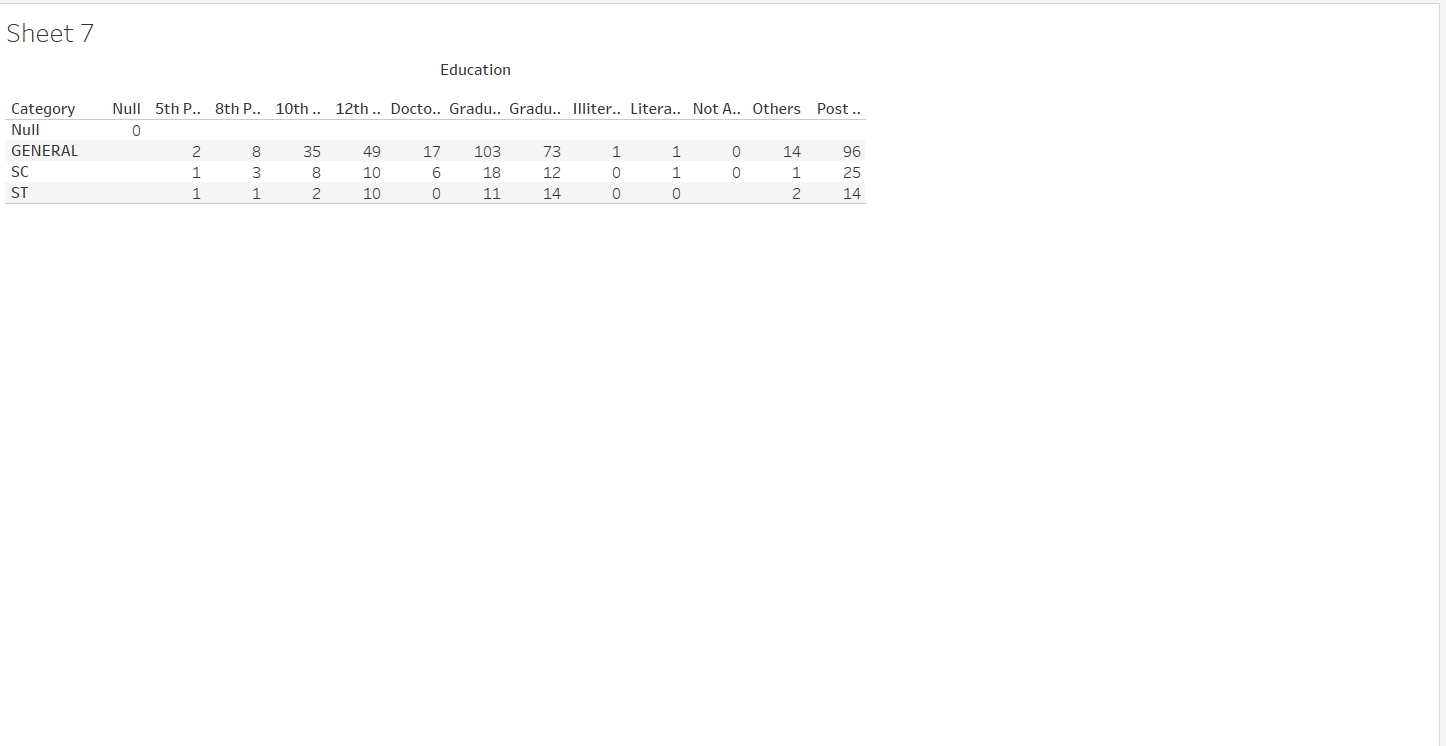 Sheet 7
Education
Category Null 5th P.. 8th P.. 10th .. 12th .. Docto.. Gradu.. Gradu.. Illiter.. Litera.. Not A.. Others Post ..
Null 0
GENERAL 2 8 35 49 17 103 73 1 1 0 14 96
SC 1 3 8 10 6 18 12 0 1 0 1 25
ST 1 1 2 10 0 11 14 0 0 2 14